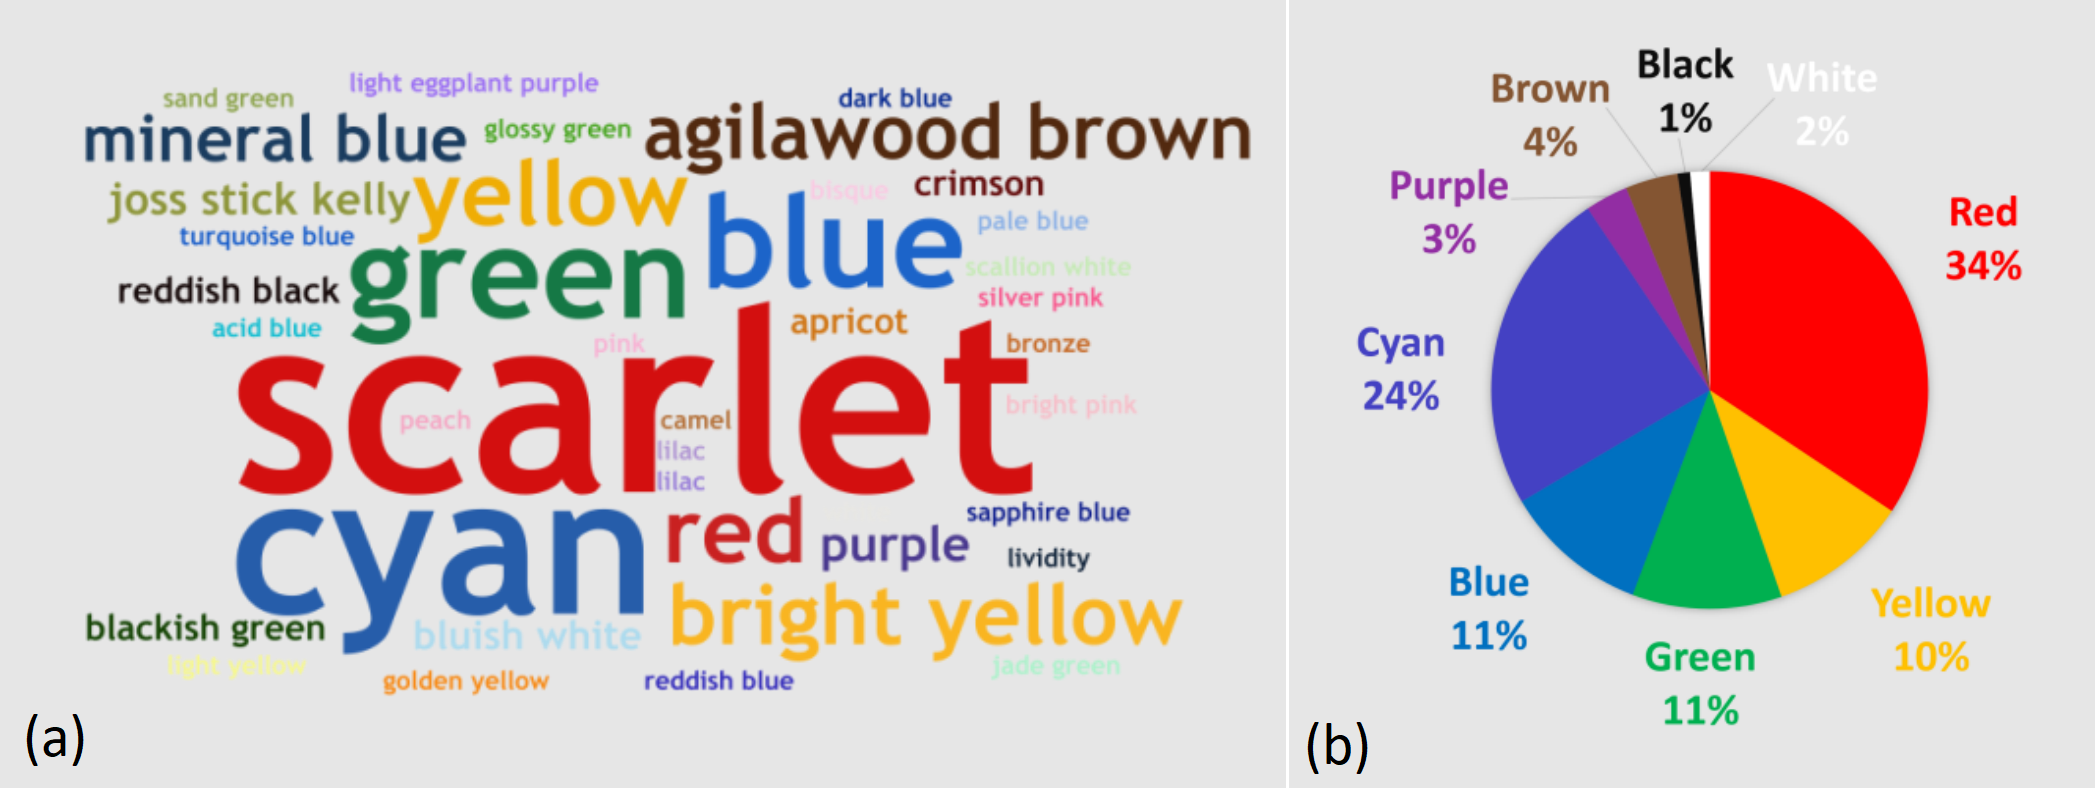 light eggplant purple
sand green
dark blue
mineral blue
glossy green
agilawood brown
joss stick kelly
yellow
bisque
crimson
turquoise blue
pale blue
green
blue
scallion white
reddish black
silver pink
acid blue
apricot
pink
bronze
scarlet
peach
camel
bright pink
lilac
lilac
cyan
red
sapphire blue
purple
lividity
blackish green
bluish white
bright yellow
light yellow
jade green
golden yellow
reddish blue
(a)
Black
1%
White
2%
Brown
4%
Purple
3%
Red
34%
Cyan
24%
Blue
11%
Yellow
10%
Green
11%
(b)